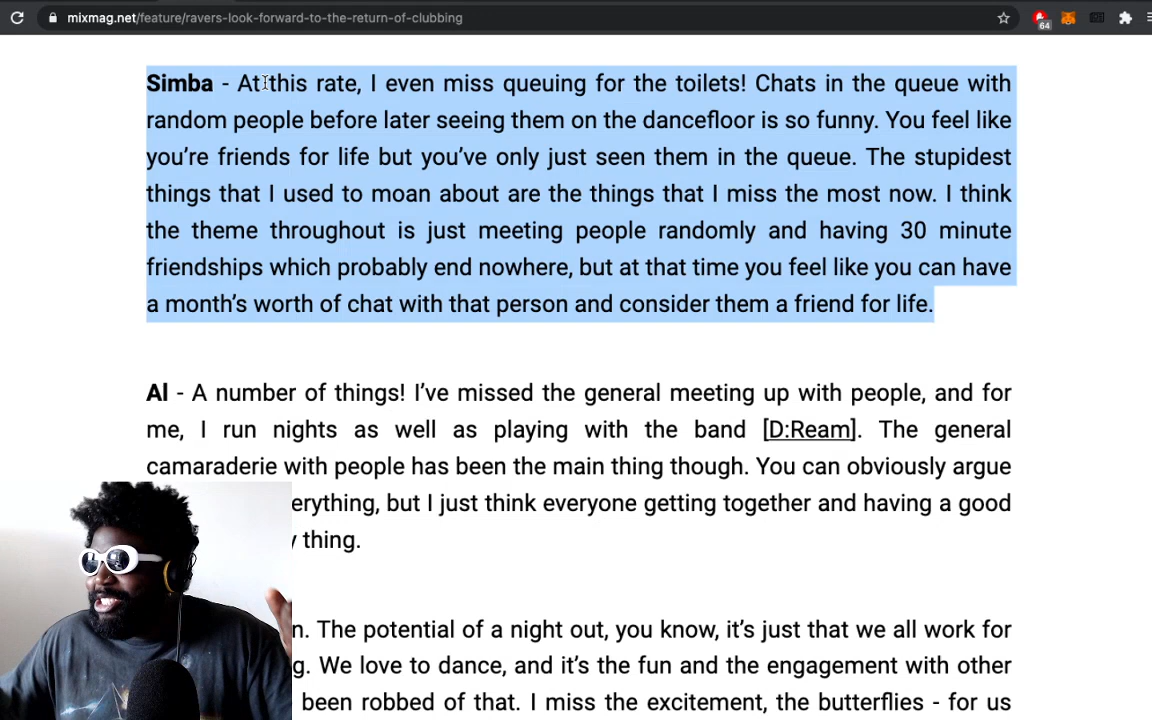 mixmag.net/feature/ravers-look-forward-to-the-return-of-clubbing
64
Simba - At this rate, I even miss queuing for the toilets! Chats in the queue with
random people before later seeing them on the dancefloor is so funny. You feel like
you’re friends for life but you’ve only just seen them in the queue. The stupidest
things that I used to moan about are the things that I miss the most now. I think
the theme throughout is just meeting people randomly and having 30 minute
friendships which probably end nowhere, but at that time you feel like you can have
a month’s worth of chat with that person and consider them a friend for life.
Al - A number of things! I’ve missed the general meeting up with people, and for
me, I run nights as well as playing with the band [D:Ream]. The general
camaraderie with people has been the main thing though. You can obviously argue
erything, but I just think everyone getting together and having a good
thing.
n. The potential of a night out, you know, it’s just that we all work for
g. We love to dance, and it’s the fun and the engagement with other
been robbed of that. I miss the excitement, the butterflies - for us